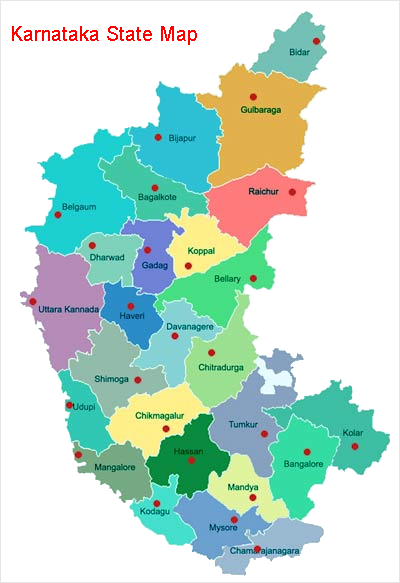 Karnataka State Map
Bidar
Gulbaraga
Bijapur
Raichur
Bagalkote
Belgaum
Koppal
Dharwad
Gadag
Bellary
Uttara Kannada
Haveri
Davanagere
Chitradurga
Shimoga
Udupi
Chikmagalur
Tumkur
Kolar
Hassan
Bangalore
Mangalore
Mandya
Kodagu
Mysore
Chamarajanagara